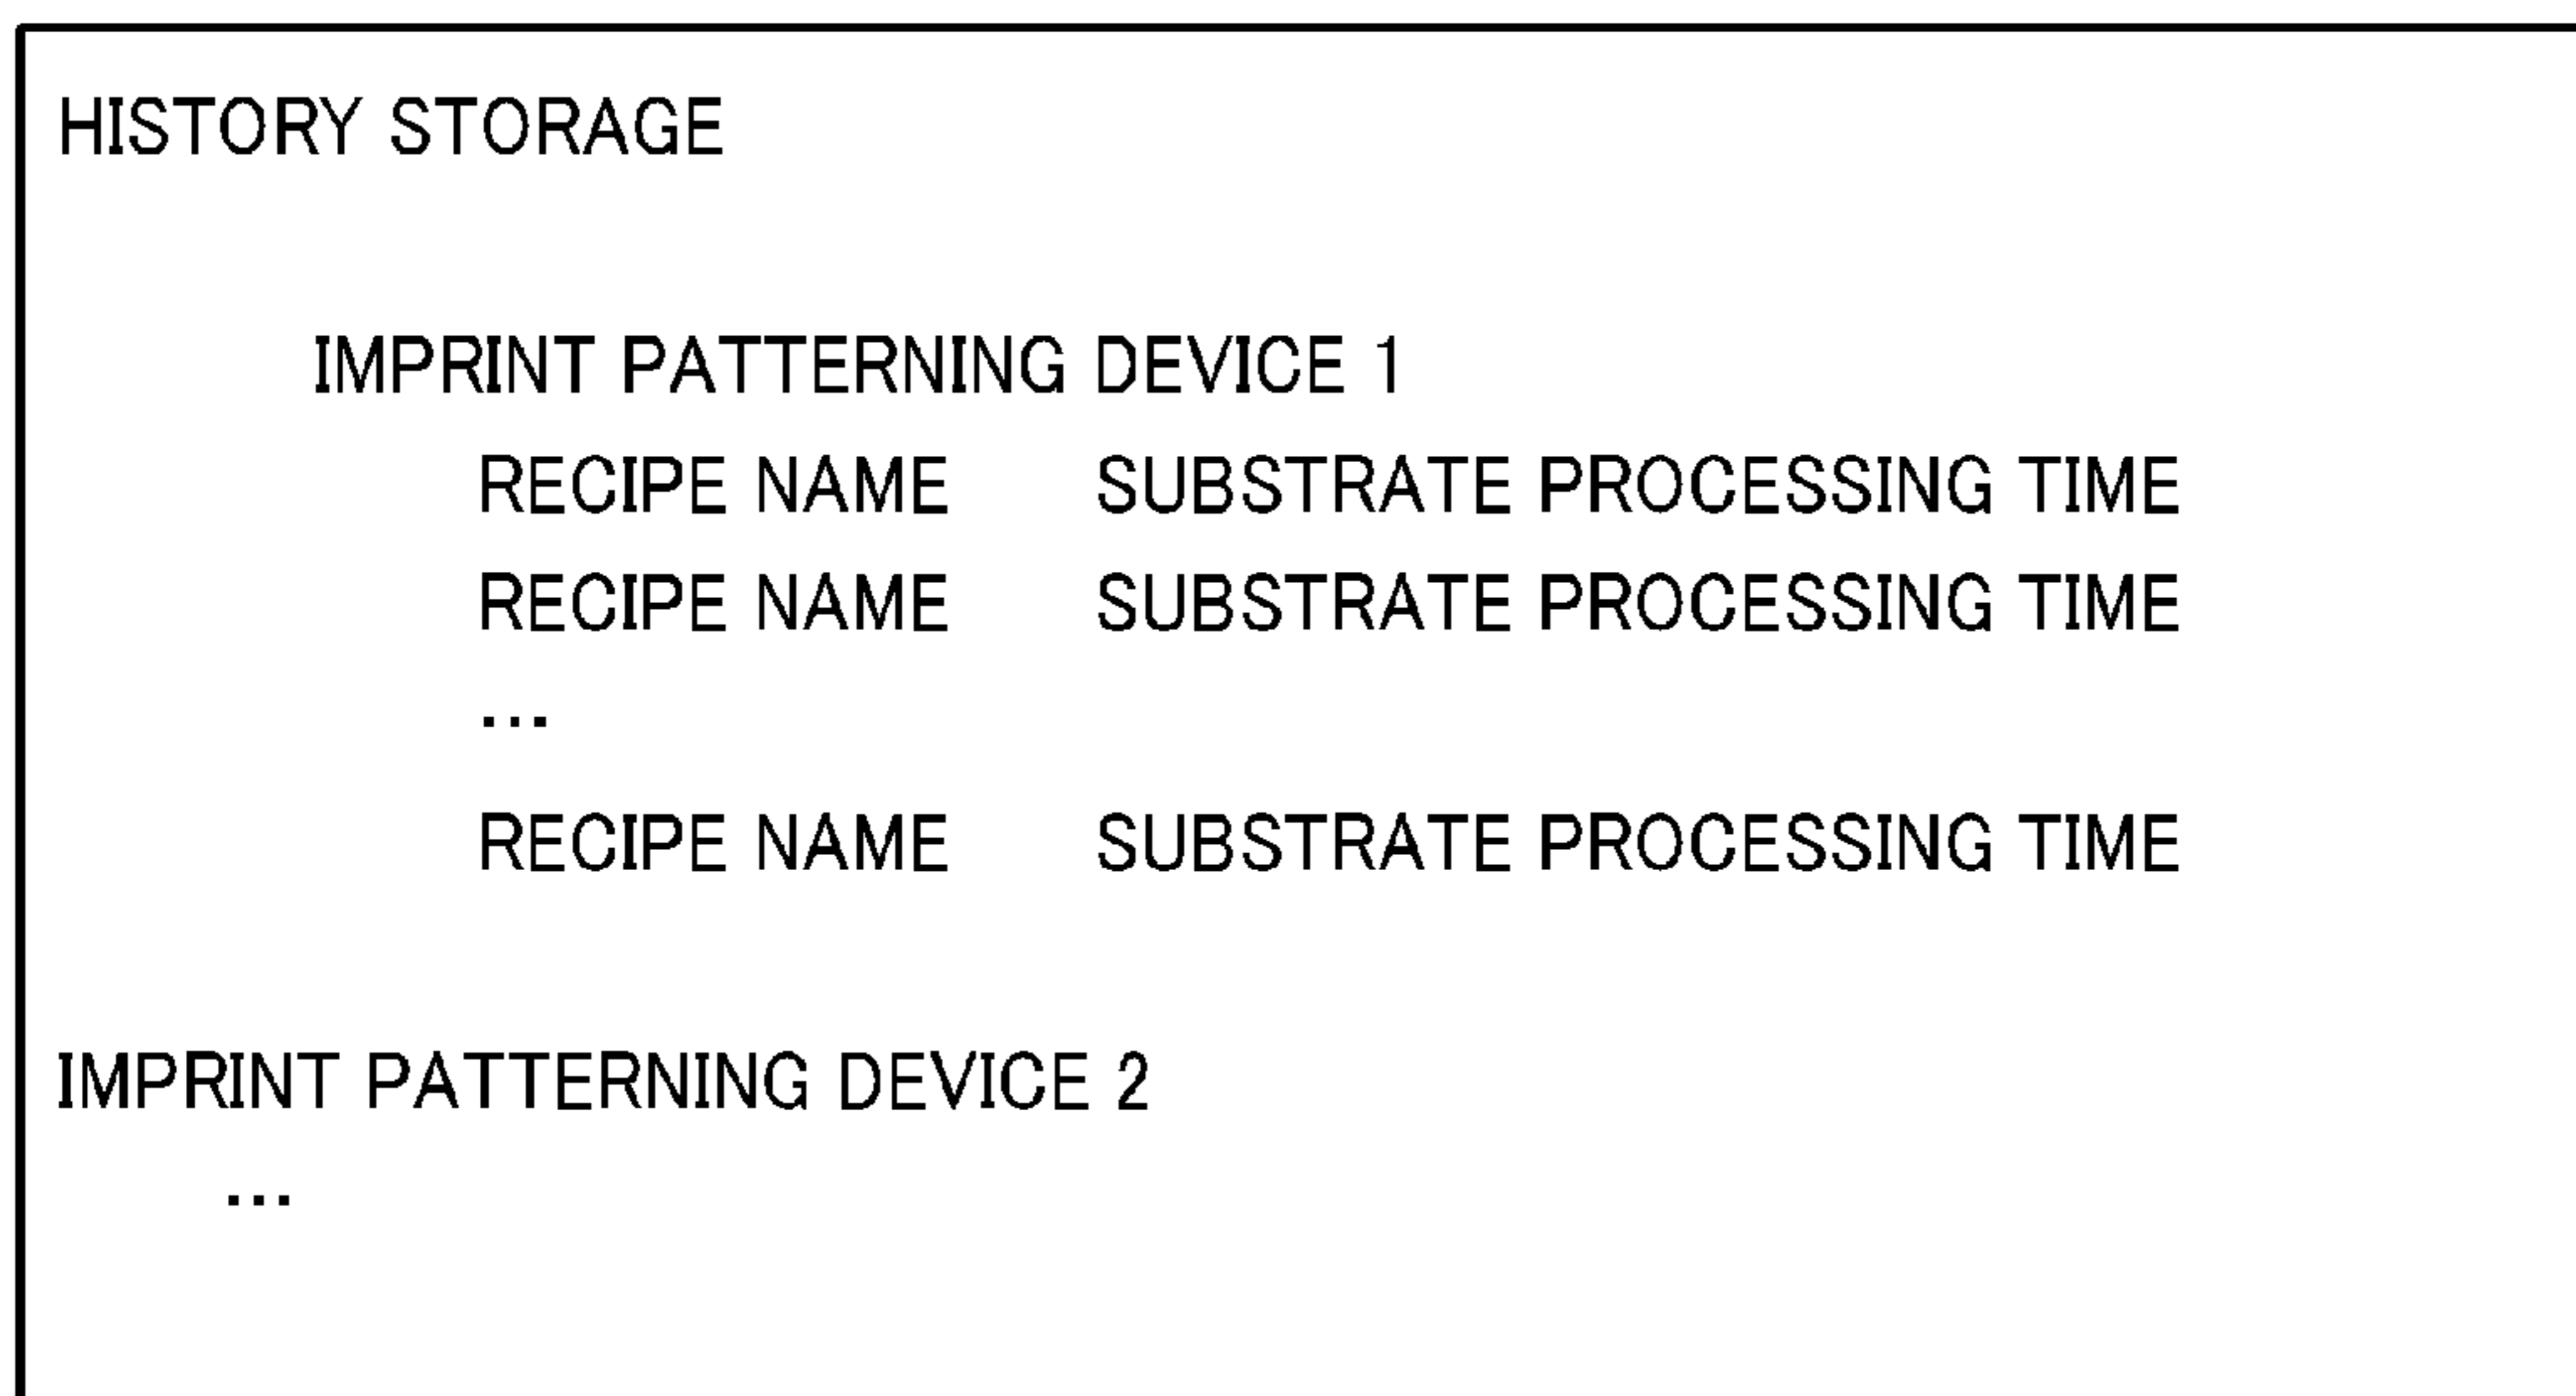 HISTORY STORAGE
IMPRINT PATTERNING DEVICE 1
RECIPE NAME SUBSTRATE PROCESSING TIME
RECIPE NAME SUBSTRATE PROCESSING TIME
...
RECIPE NAME SUBSTRATE PROCESSING TIME
IMPRINT PATTERNING DEVICE 2
...